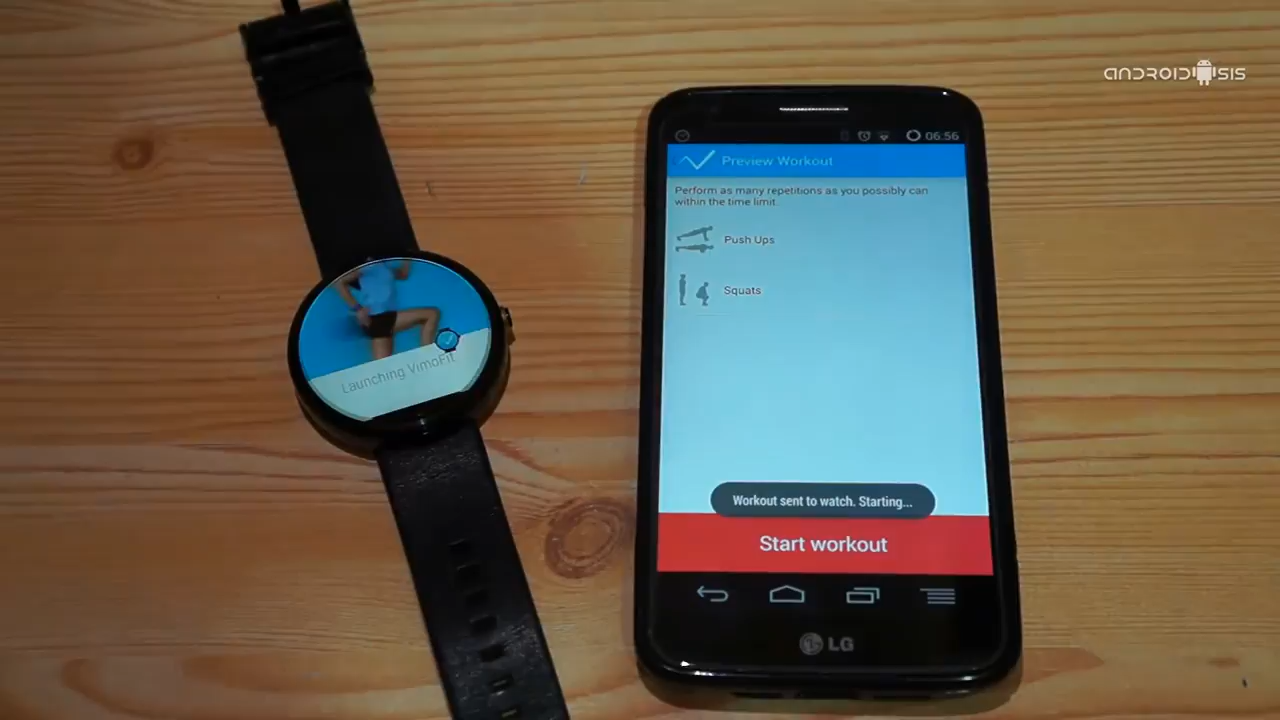 ANDROIDSIS
06:56
Preview Workout
Perform as many repetitions as you possibly can
within the time limit.
Push Ups
Squats
Launching VimoFit
Workout sent to watch. Starting...
Start workout
LG